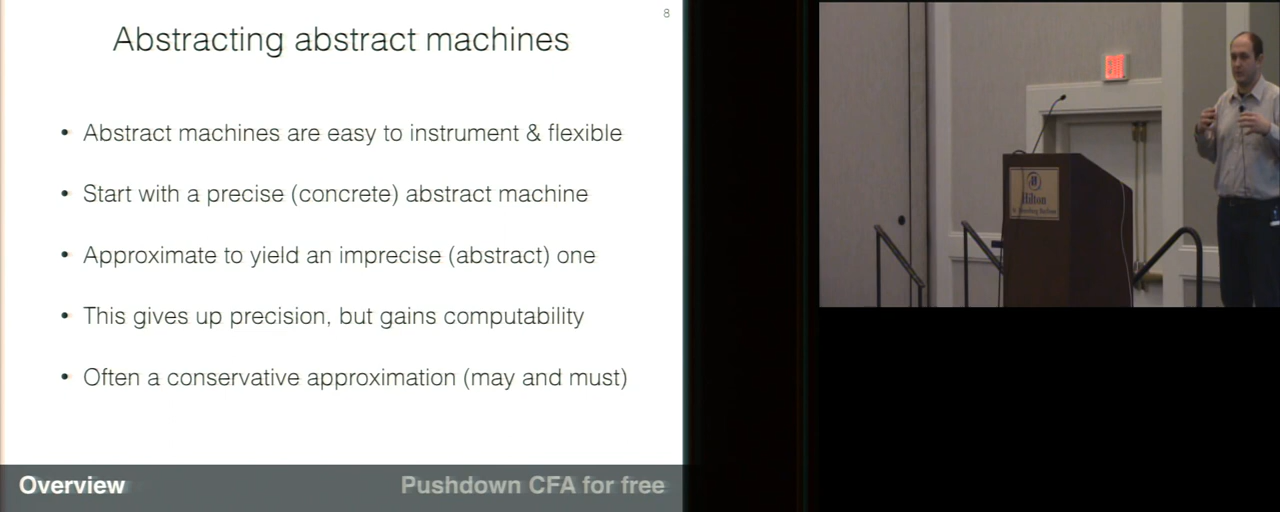 8
Abstracting abstract machines
• Abstract machines are easy to instrument & flexible
• Start with a precise (concrete) abstract machine
• Approximate to yield an imprecise (abstract) one
• This gives up precision, but gains computability
• Often a conservative approximation (may and must)
Overview
Pushdown CFA for free
Hilton